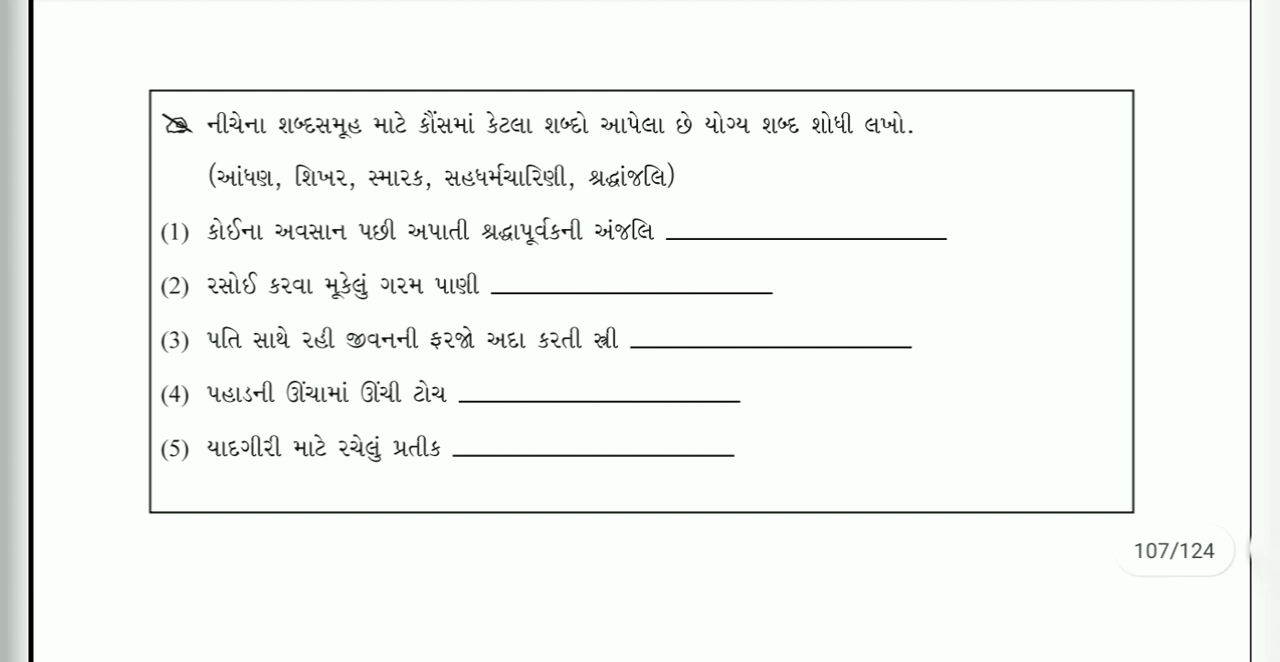 નીચેના શબ્દસમૂહ માટે કૌંસમાં કેટલા શબ્દો આપેલા છે યોગ્ય શબ્દ શોધી લખો.
(આંધણ, શિખર, સ્મારક, સહધર્મચારિણી, શ્રદ્ધાંજલિ)
(1) કોઈના અવસાન પછી અપાતી શ્રદ્ધાપૂર્વકની અંજલિ
(2) રસોઈ કરવા મૂકેલું ગરમ પાણી
(3) પતિ સાથે રહી જીવનની ફરજો અદા કરતી સ્ત્રી
(4) પહાડની ઊંચામાં ઊંચી ટોચ
(5) યાદગીરી માટે રચેલું પ્રતીક
107/124